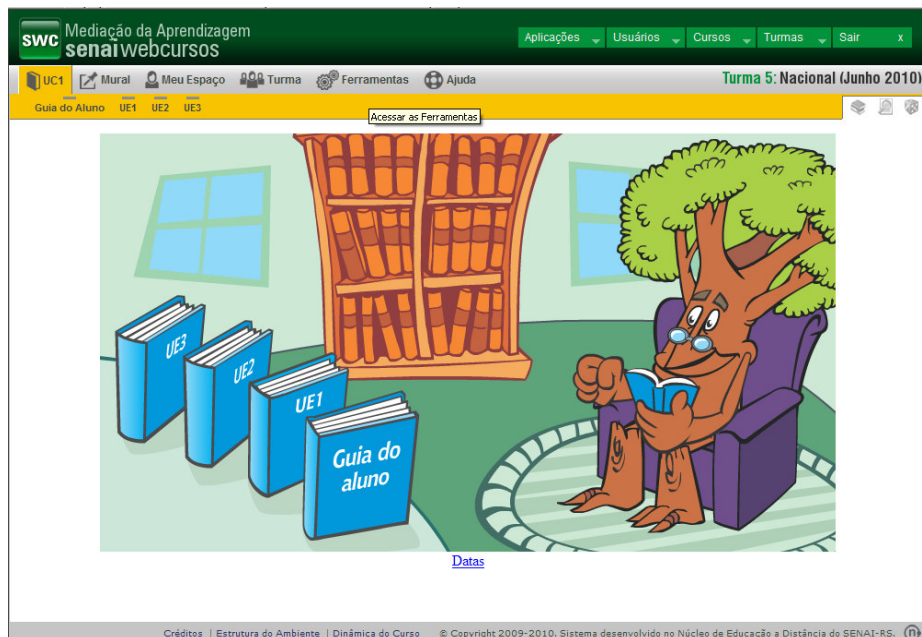 swc Mediação da Aprendizagem
senai webcursos
Aplicações Usuários Cursos Turmas Sair x
UC1 Mural Meu Espaço Turma Ferramentas Ajuda Turma 5: Nacional (Junho 2010)
Guia do Aluno UE1 UE2 UE3
Acessar as Ferramentas
UE3
UE2
UE1
Guia do
aluno
Datas
Créditos | Estrutura do Ambiente | Dinâmica do Curso © Copyright 2009-2010. Sistema desenvolvido no Núcleo de Educação a Distância do SENAI-RS.